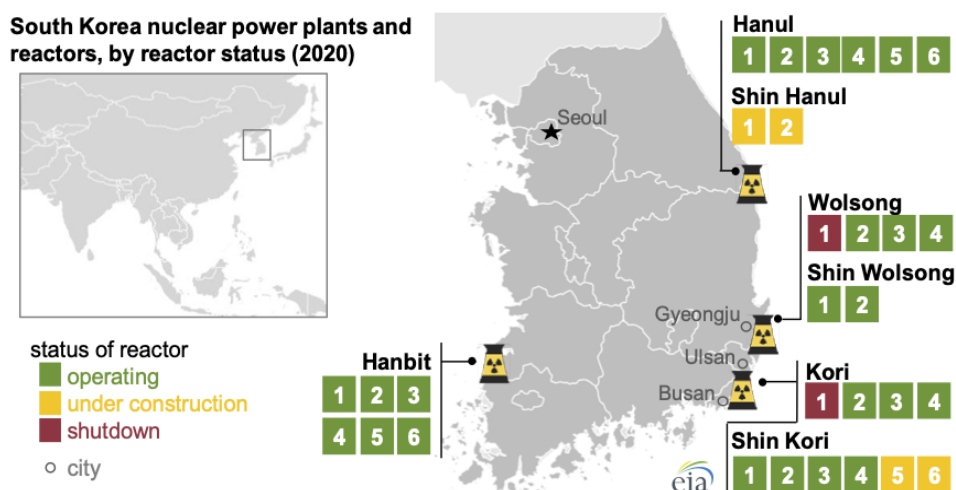 South Korea nuclear power plants and
reactors, by reactor status (2020)
Seoul
Hanul
1 2 3 4 5 6
Shin Hanul
1 2
Wolsong
1 2 3 4
Shin Wolsong
1 2
Gyeongju
Ulsan
Busan
Kori
1 2 3 4
Shin Kori
1 2 3 4 5 6
Hanbit
1 2 3
4 5 6
status of reactor
operating
under construction
shutdown
city
eia